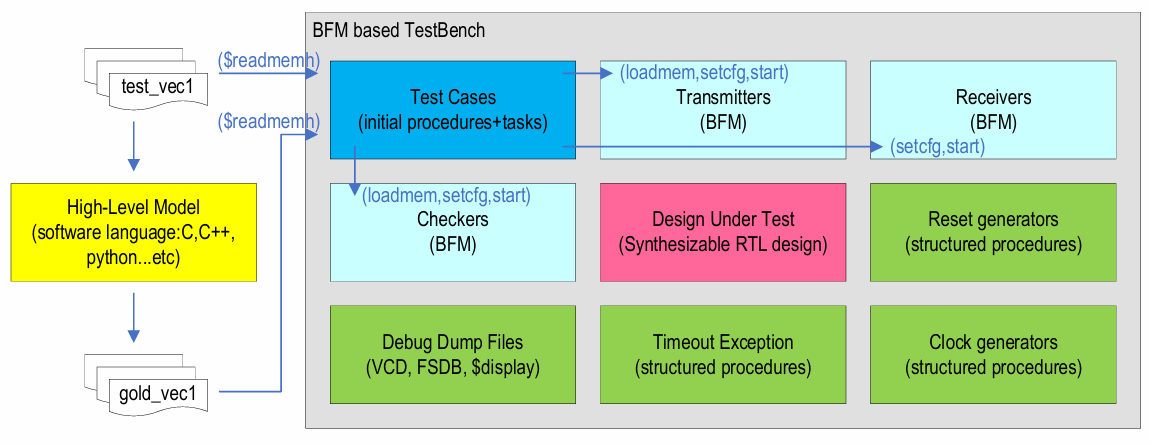 BFM based TestBench
($readmemh)
test_vec1
Test Cases
(initial procedures+tasks)
(loadmem,setcfg,start)
Transmitters
(BFM)
Receivers
(BFM)
(setcfg,start)
($readmemh)
High-Level Model
(software language:C,C++,
python...etc)
(loadmem,setcfg,start)
Checkers
(BFM)
Design Under Test
(Synthesizable RTL design)
Reset generators
(structured procedures)
Debug Dump Files
(VCD, FSDB, $display)
Timeout Exception
(structured procedures)
Clock generators
(structured procedures)
gold_vec1